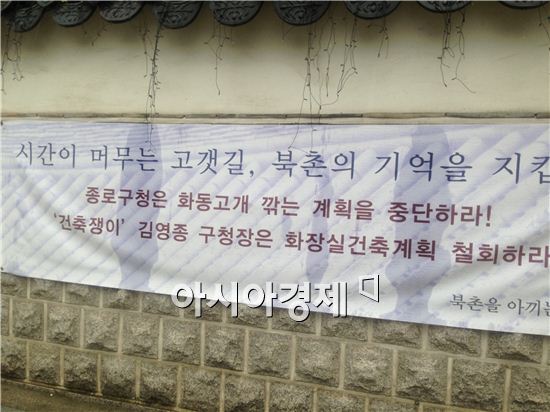 시간이 머무는 고갯길, 북촌의 기억을 지킵
종로구청은 화동고개 깎는 계획을 중단하라!
'건축쟁이' 김영종 구청장은 화장실건축계획 철회하라
아시아경제
북촌을 아끼는